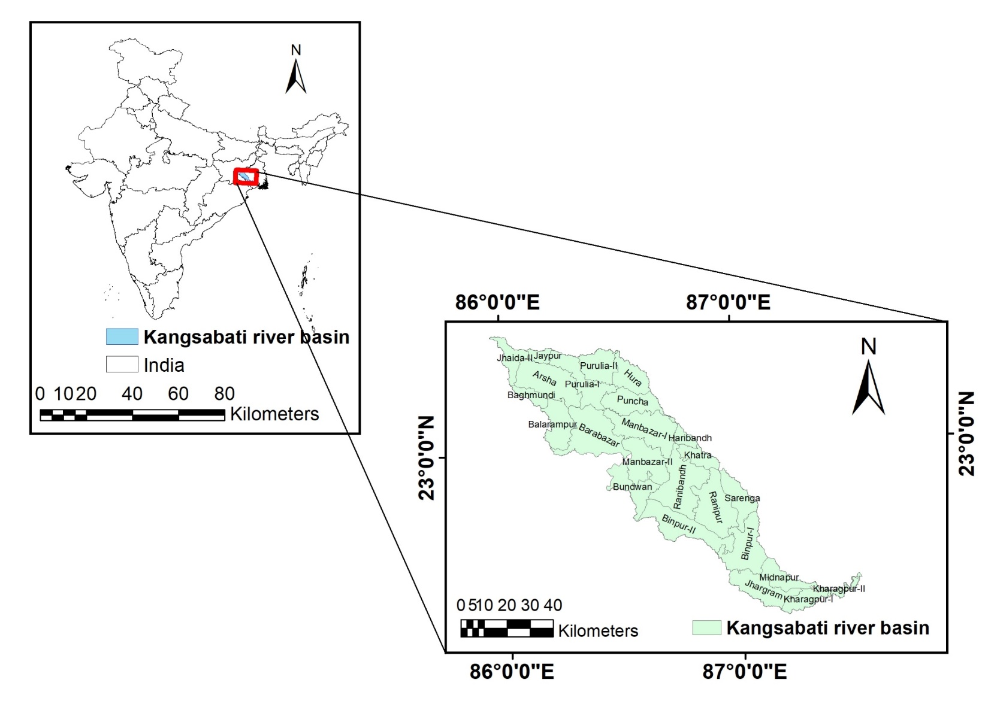 N
Kangsabati river basin
India
0 10 20 40 60 80
Kilometers
86°0'0"E 87°0'0"E
N
Jhaida-II
Jaypur
Purulia-II
Hura
Arsha
Purulia-I
Baghmundi
Puncha
Balarampur
Barabazar
Manbazar-I
Haribandh
Khatra
Manbazar-II
Bundwan
Ranibandh
Ranipur
Sarenga
Binpur-II
Binpur-I
Midnapur
Jhargram
Kharagpur-II
Kharagpur-I
23°0'0"N
23°0'0"N
0 5 10 20 30 40
Kilometers
Kangsabati river basin
86°0'0"E 87°0'0"E